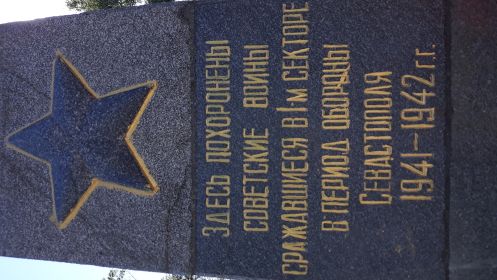 ЗДЕСЬ ПОХОРОНЕНЫ
СОВЕТСКИЕ ВОИНЫ
СРАЖАВШИЕСЯ В I-М СЕКТОРЕ
В ПЕРИОД ОБОРОНЫ
СЕВАСТОПОЛЯ
1941–1942 Г.Г.